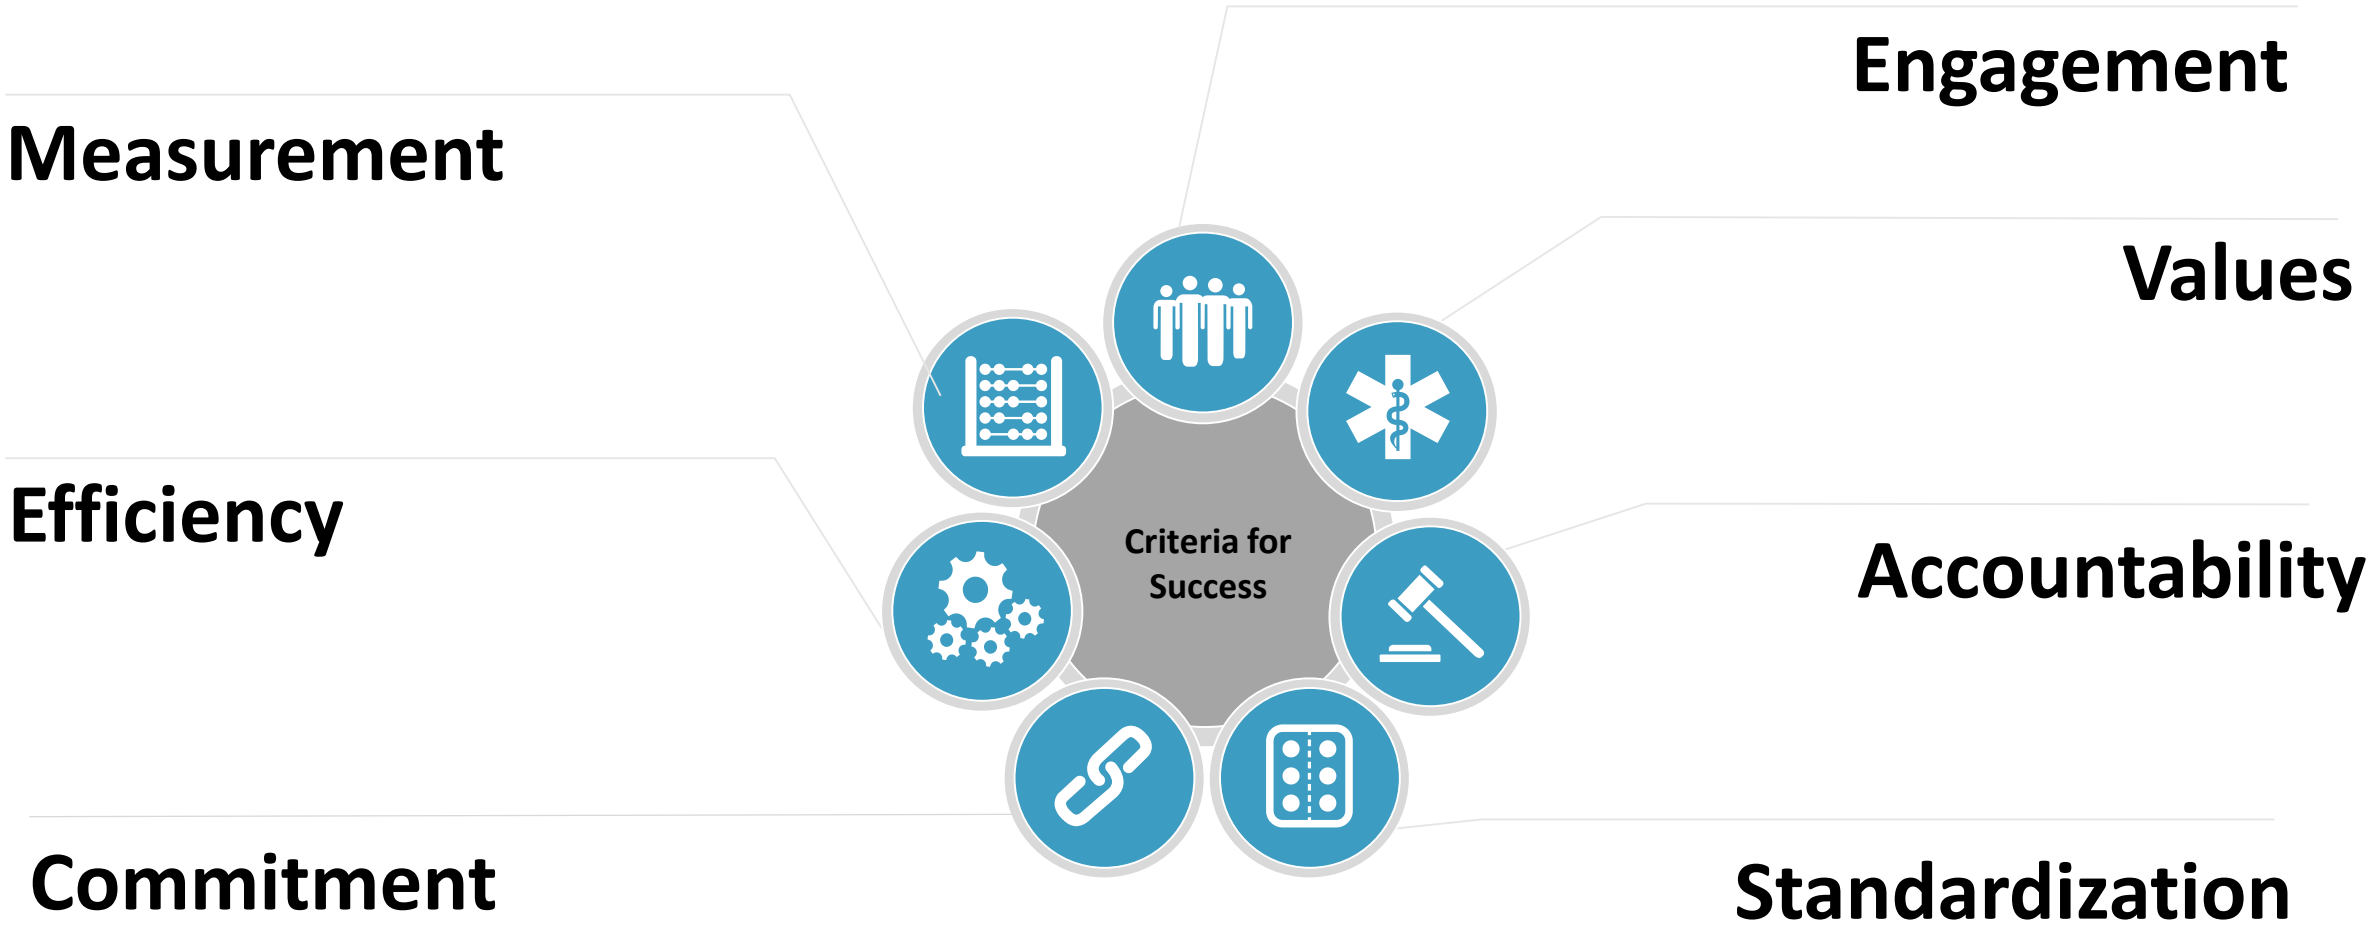 Engagement
Measurement
Values
Efficiency
Criteria for
Success
Accountability
Commitment
Standardization